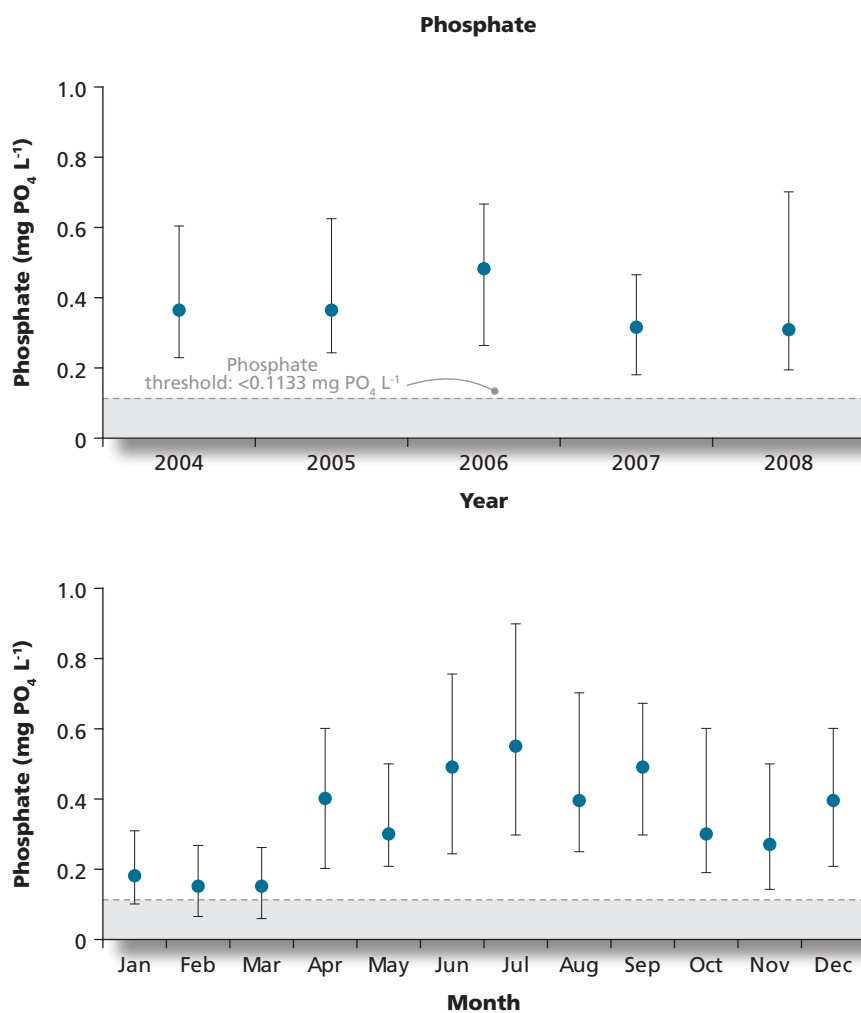 Phosphate
Phosphate (mg PO₄ L⁻¹)
1.0
0.8
0.6
0.4
0.2
0
Phosphate
threshold: <0.1133 mg PO₄ L⁻¹
2004 2005 2006 2007 2008
Year
Phosphate (mg PO₄ L⁻¹)
1.0
0.8
0.6
0.4
0.2
0
Jan Feb Mar Apr May Jun Jul Aug Sep Oct Nov Dec
Month